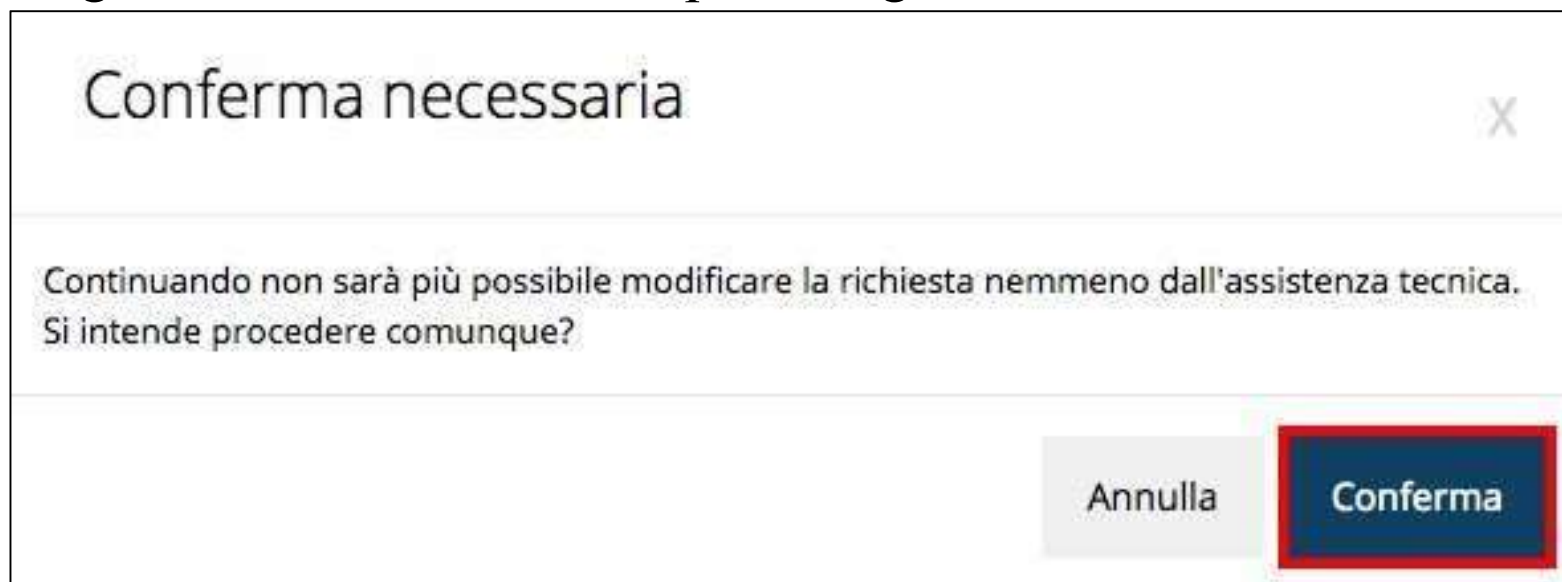 Conferma necessaria
X
Continuando non sarà più possibile modificare la richiesta nemmeno dall'assistenza tecnica.
Si intende procedere comunque?
Annulla
Conferma